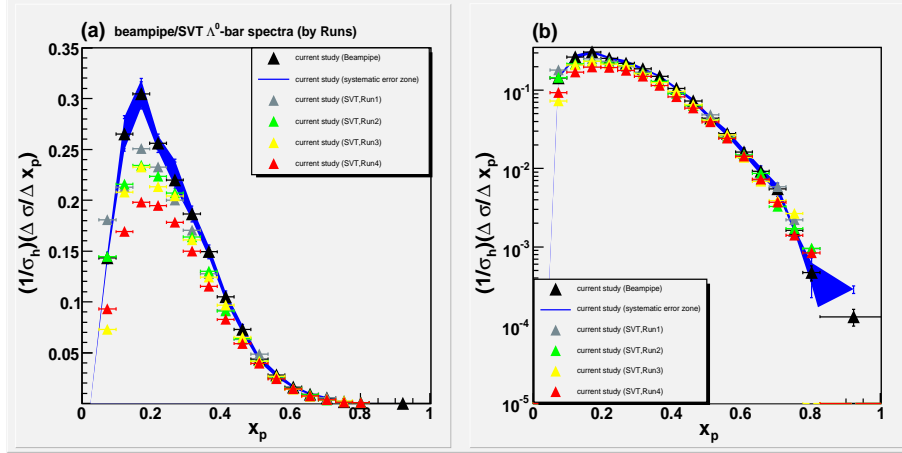 (a) beampipe/SVT Λ⁰-bar spectra (by Runs)
0.35
0.3
0.25
0.2
0.15
0.1
0.05
(1/σ_h)(Δ σ/Δ x_p)
current study (Beampipe)
current study (systematic error zone)
current study (SVT,Run1)
current study (SVT,Run2)
current study (SVT,Run3)
current study (SVT,Run4)
0 0.2 0.4 0.6 0.8 1
x_p
(b)
10⁻¹
10⁻²
10⁻³
10⁻⁴
10⁻⁵
(1/σ_h)(Δ σ/Δ x_p)
current study (Beampipe)
current study (systematic error zone)
current study (SVT,Run1)
current study (SVT,Run2)
current study (SVT,Run3)
current study (SVT,Run4)
0 0.2 0.4 0.6 0.8 1
x_p